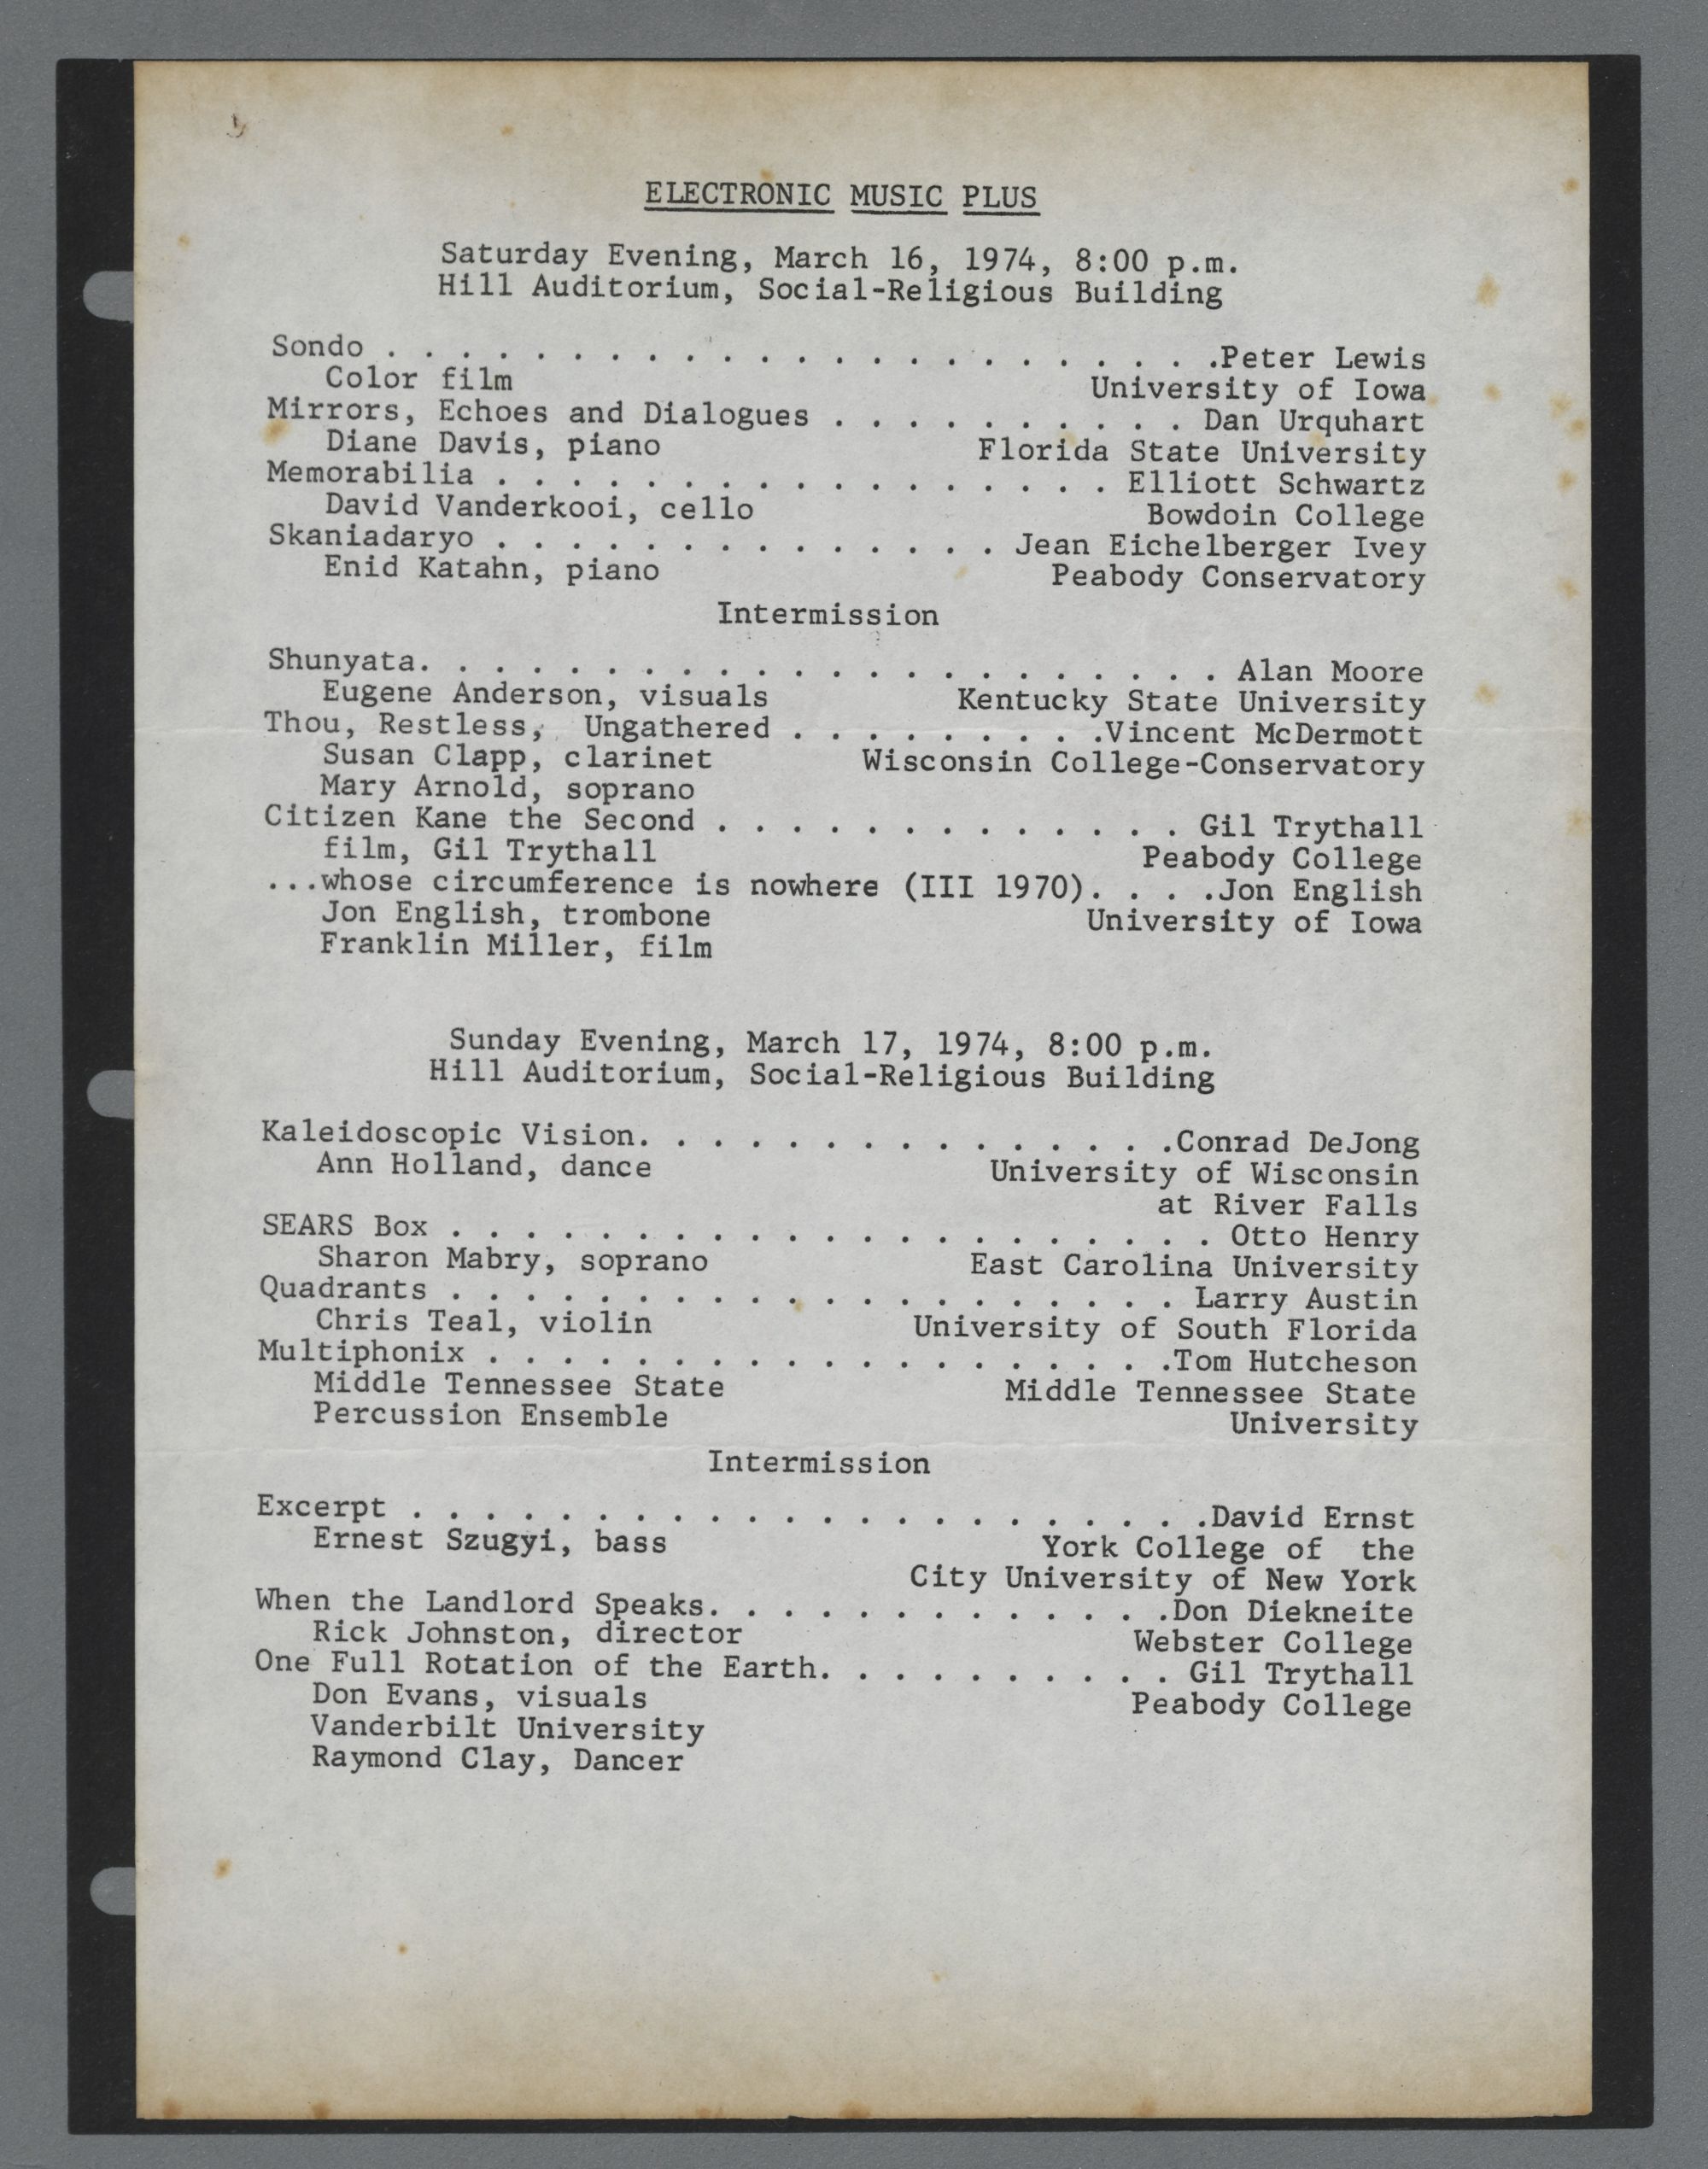 ELECTRONIC MUSIC PLUS
Saturday Evening, March 16, 1974, 8:00 p.m.
Hill Auditorium, Social-Religious Building
Sondo . . . . . . . . . . . . . . . . . . . . . . .Peter Lewis
Color film University of Iowa
Mirrors, Echoes and Dialogues . . . . . . . . . . Dan Urquhart
Diane Davis, piano Florida State University
Memorabilia . . . . . . . . . . . . . . . . . Elliott Schwartz
David Vanderkooi, cello Bowdoin College
Skaniadaryo . . . . . . . . . . . . . . Jean Eichelberger Ivey
Enid Katahn, piano Peabody Conservatory
Intermission
Shunyata. . . . . . . . . . . . . . . . . . . . . . Alan Moore
Eugene Anderson, visuals Kentucky State University
Thou, Restless, Ungathered . . . . . . . . .Vincent McDermott
Susan Clapp, clarinet Wisconsin College-Conservatory
Mary Arnold, soprano
Citizen Kane the Second . . . . . . . . . . . . . Gil Trythall
film, Gil Trythall Peabody College
...whose circumference is nowhere (III 1970). . . .Jon English
Jon English, trombone University of Iowa
Franklin Miller, film
Sunday Evening, March 17, 1974, 8:00 p.m.
Hill Auditorium, Social-Religious Building
Kaleidoscopic Vision. . . . . . . . . . . . . . .Conrad DeJong
Ann Holland, dance University of Wisconsin
at River Falls
SEARS Box . . . . . . . . . . . . . . . . . . . . . Otto Henry
Sharon Mabry, soprano East Carolina University
Quadrants . . . . . . . . . . . . . . . . . . . . Larry Austin
Chris Teal, violin University of South Florida
Multiphonix . . . . . . . . . . . . . . . . . . .Tom Hutcheson
Middle Tennessee State Middle Tennessee State
Percussion Ensemble University
Intermission
Excerpt . . . . . . . . . . . . . . . . . . . . . .David Ernst
Ernest Szugyi, bass York College of the
City University of New York
When the Landlord Speaks. . . . . . . . . . . . .Don Diekneite
Rick Johnston, director Webster College
One Full Rotation of the Earth. . . . . . . . . . Gil Trythall
Don Evans, visuals Peabody College
Vanderbilt University
Raymond Clay, Dancer